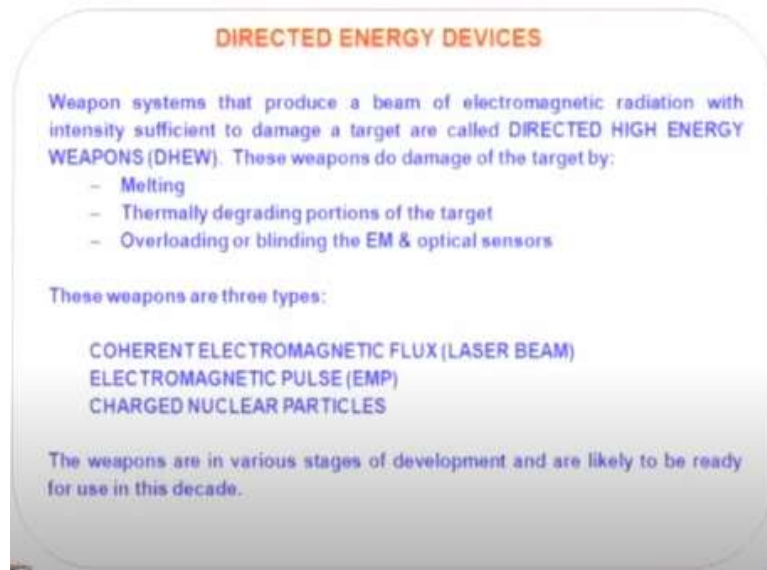 DIRECTED ENERGY DEVICES
Weapon systems that produce a beam of electromagnetic radiation with
intensity sufficient to damage a target are called DIRECTED HIGH ENERGY
WEAPONS (DHEW). These weapons do damage of the target by:
– Melting
– Thermally degrading portions of the target
– Overloading or blinding the EM & optical sensors
These weapons are three types:
COHERENT ELECTROMAGNETIC FLUX (LASER BEAM)
ELECTROMAGNETIC PULSE (EMP)
CHARGED NUCLEAR PARTICLES
The weapons are in various stages of development and are likely to be ready
for use in this decade.